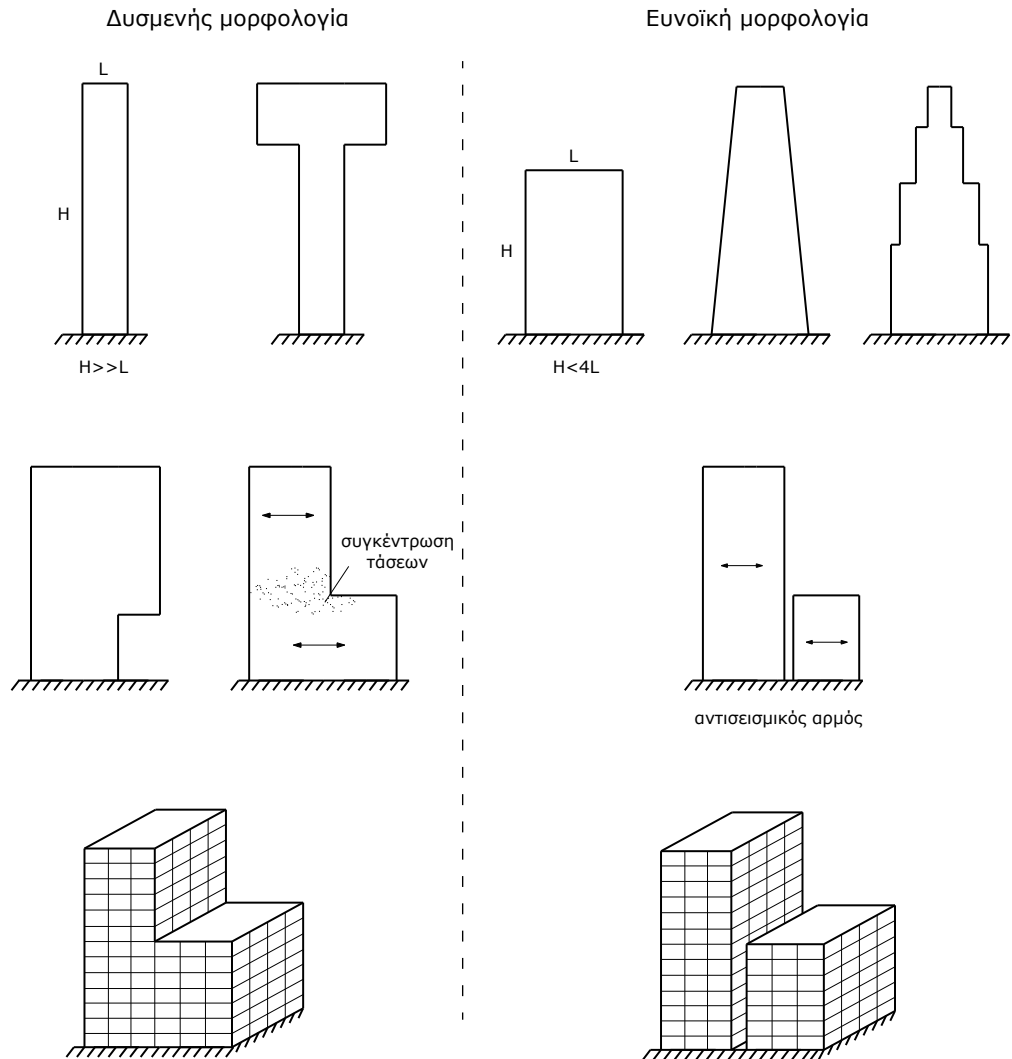 Δυσμενής μορφολογία
Ευνοϊκή μορφολογία
L
H
H>>L
L
H
H<4L
συγκέντρωση
τάσεων
αντισεισμικός αρμός